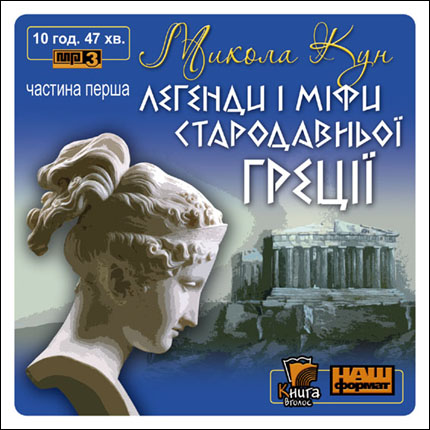 10 год. 47 хв.
mp3
частина перша
Микола Кун
ЛЕГЕНДИ І МІФИ
СТАРОДАВНЬОЇ
ГРЕЦІЇ
Книга
Вголос
НАШ
формат